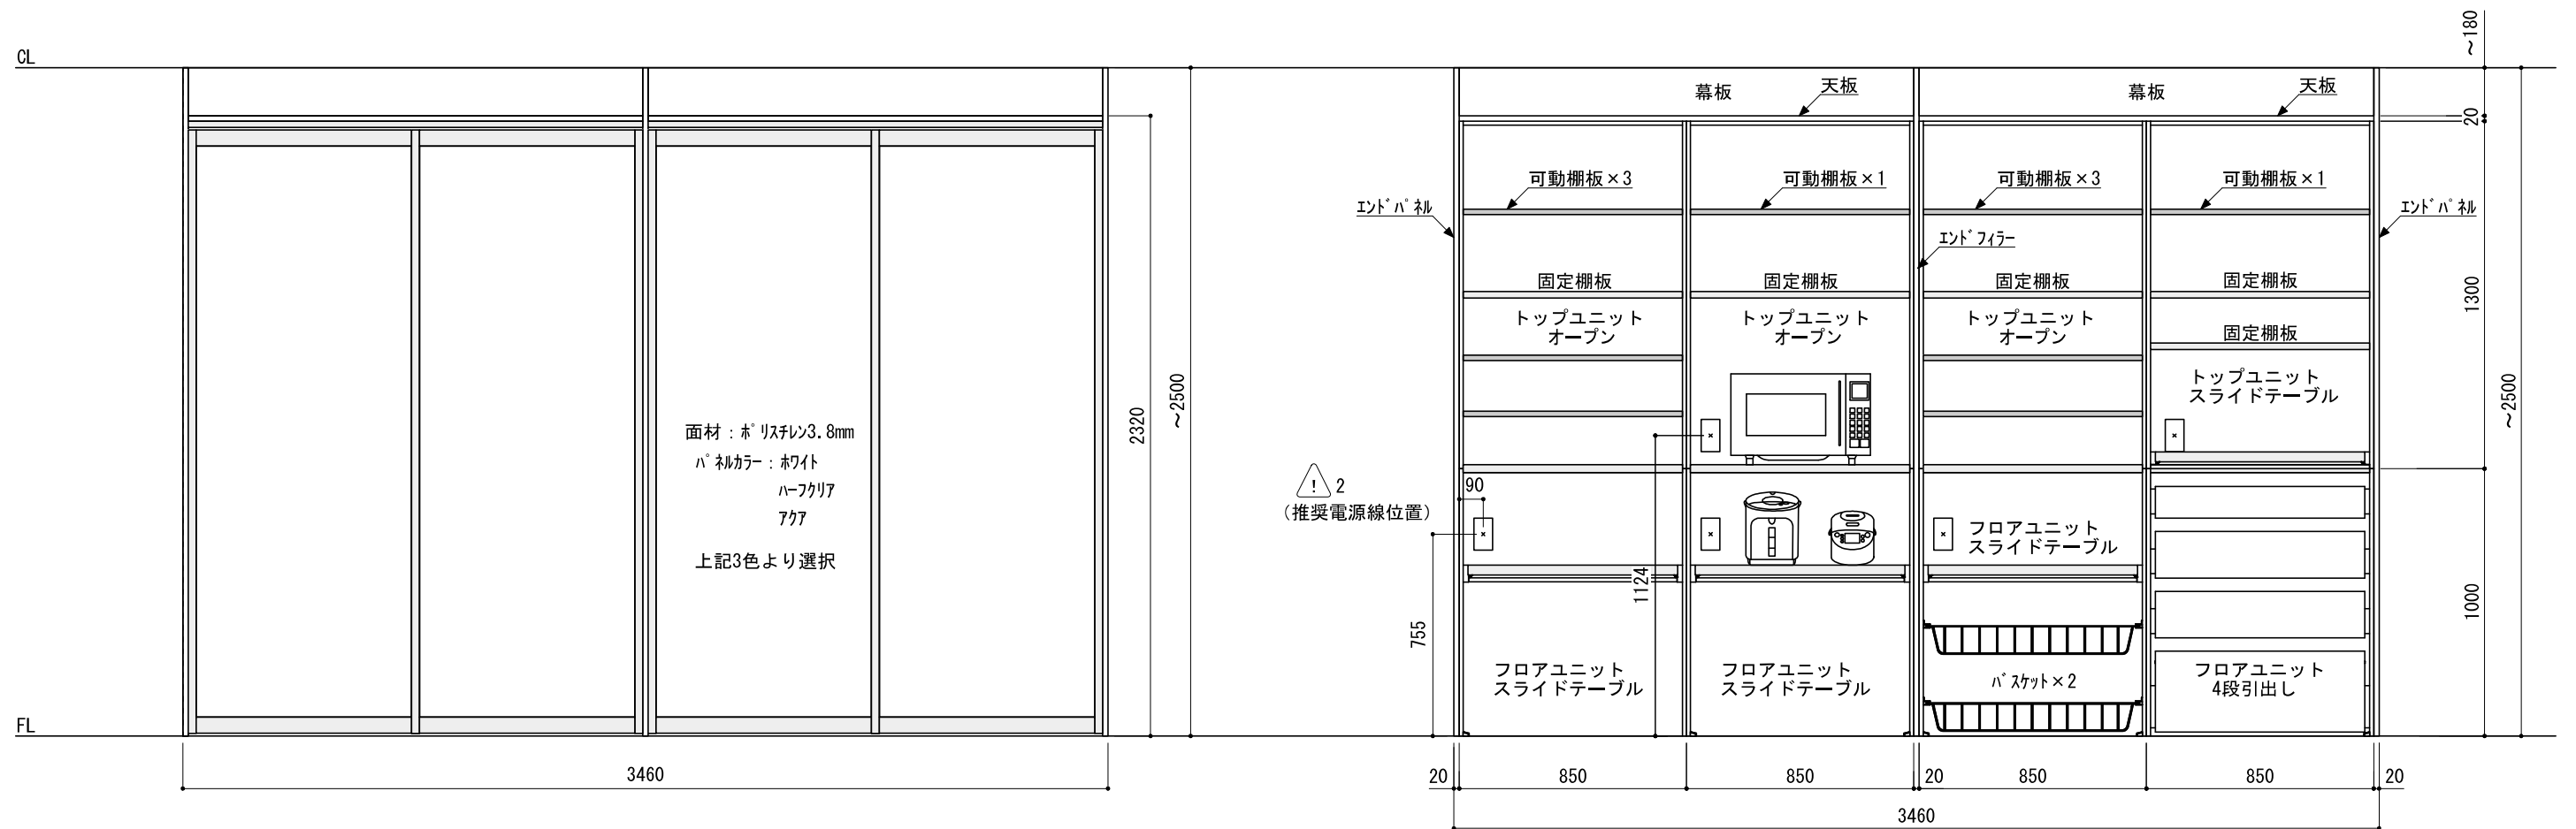 CL
FL
面材：ﾎﾟﾘｽﾁﾚﾝ3.8mm
ﾊﾟﾈﾙカラー：ﾎﾜｲﾄ
ﾊｰﾌｸﾘｱ
ｱｸｱ
上記3色より選択
3460
2320
～2500
幕板
天板
幕板
天板
～180
20
可動棚板×3
可動棚板×1
可動棚板×3
可動棚板×1
ｴﾝﾄﾞﾊﾟﾈﾙ
ｴﾝﾄﾞﾊﾟﾈﾙ
ｴﾝﾄﾞフィラー
固定棚板
固定棚板
固定棚板
固定棚板
1300
トップユニット
オープン
トップユニット
オープン
トップユニット
オープン
固定棚板
トップユニット
スライドテーブル
～2500
2
（推奨電源線位置）
90
フロアユニット
スライドテーブル
755
1124
1000
フロアユニット
スライドテーブル
フロアユニット
スライドテーブル
ﾊﾞｽｹｯﾄ×2
フロアユニット
4段引出し
20
850
850
20
850
850
20
3460